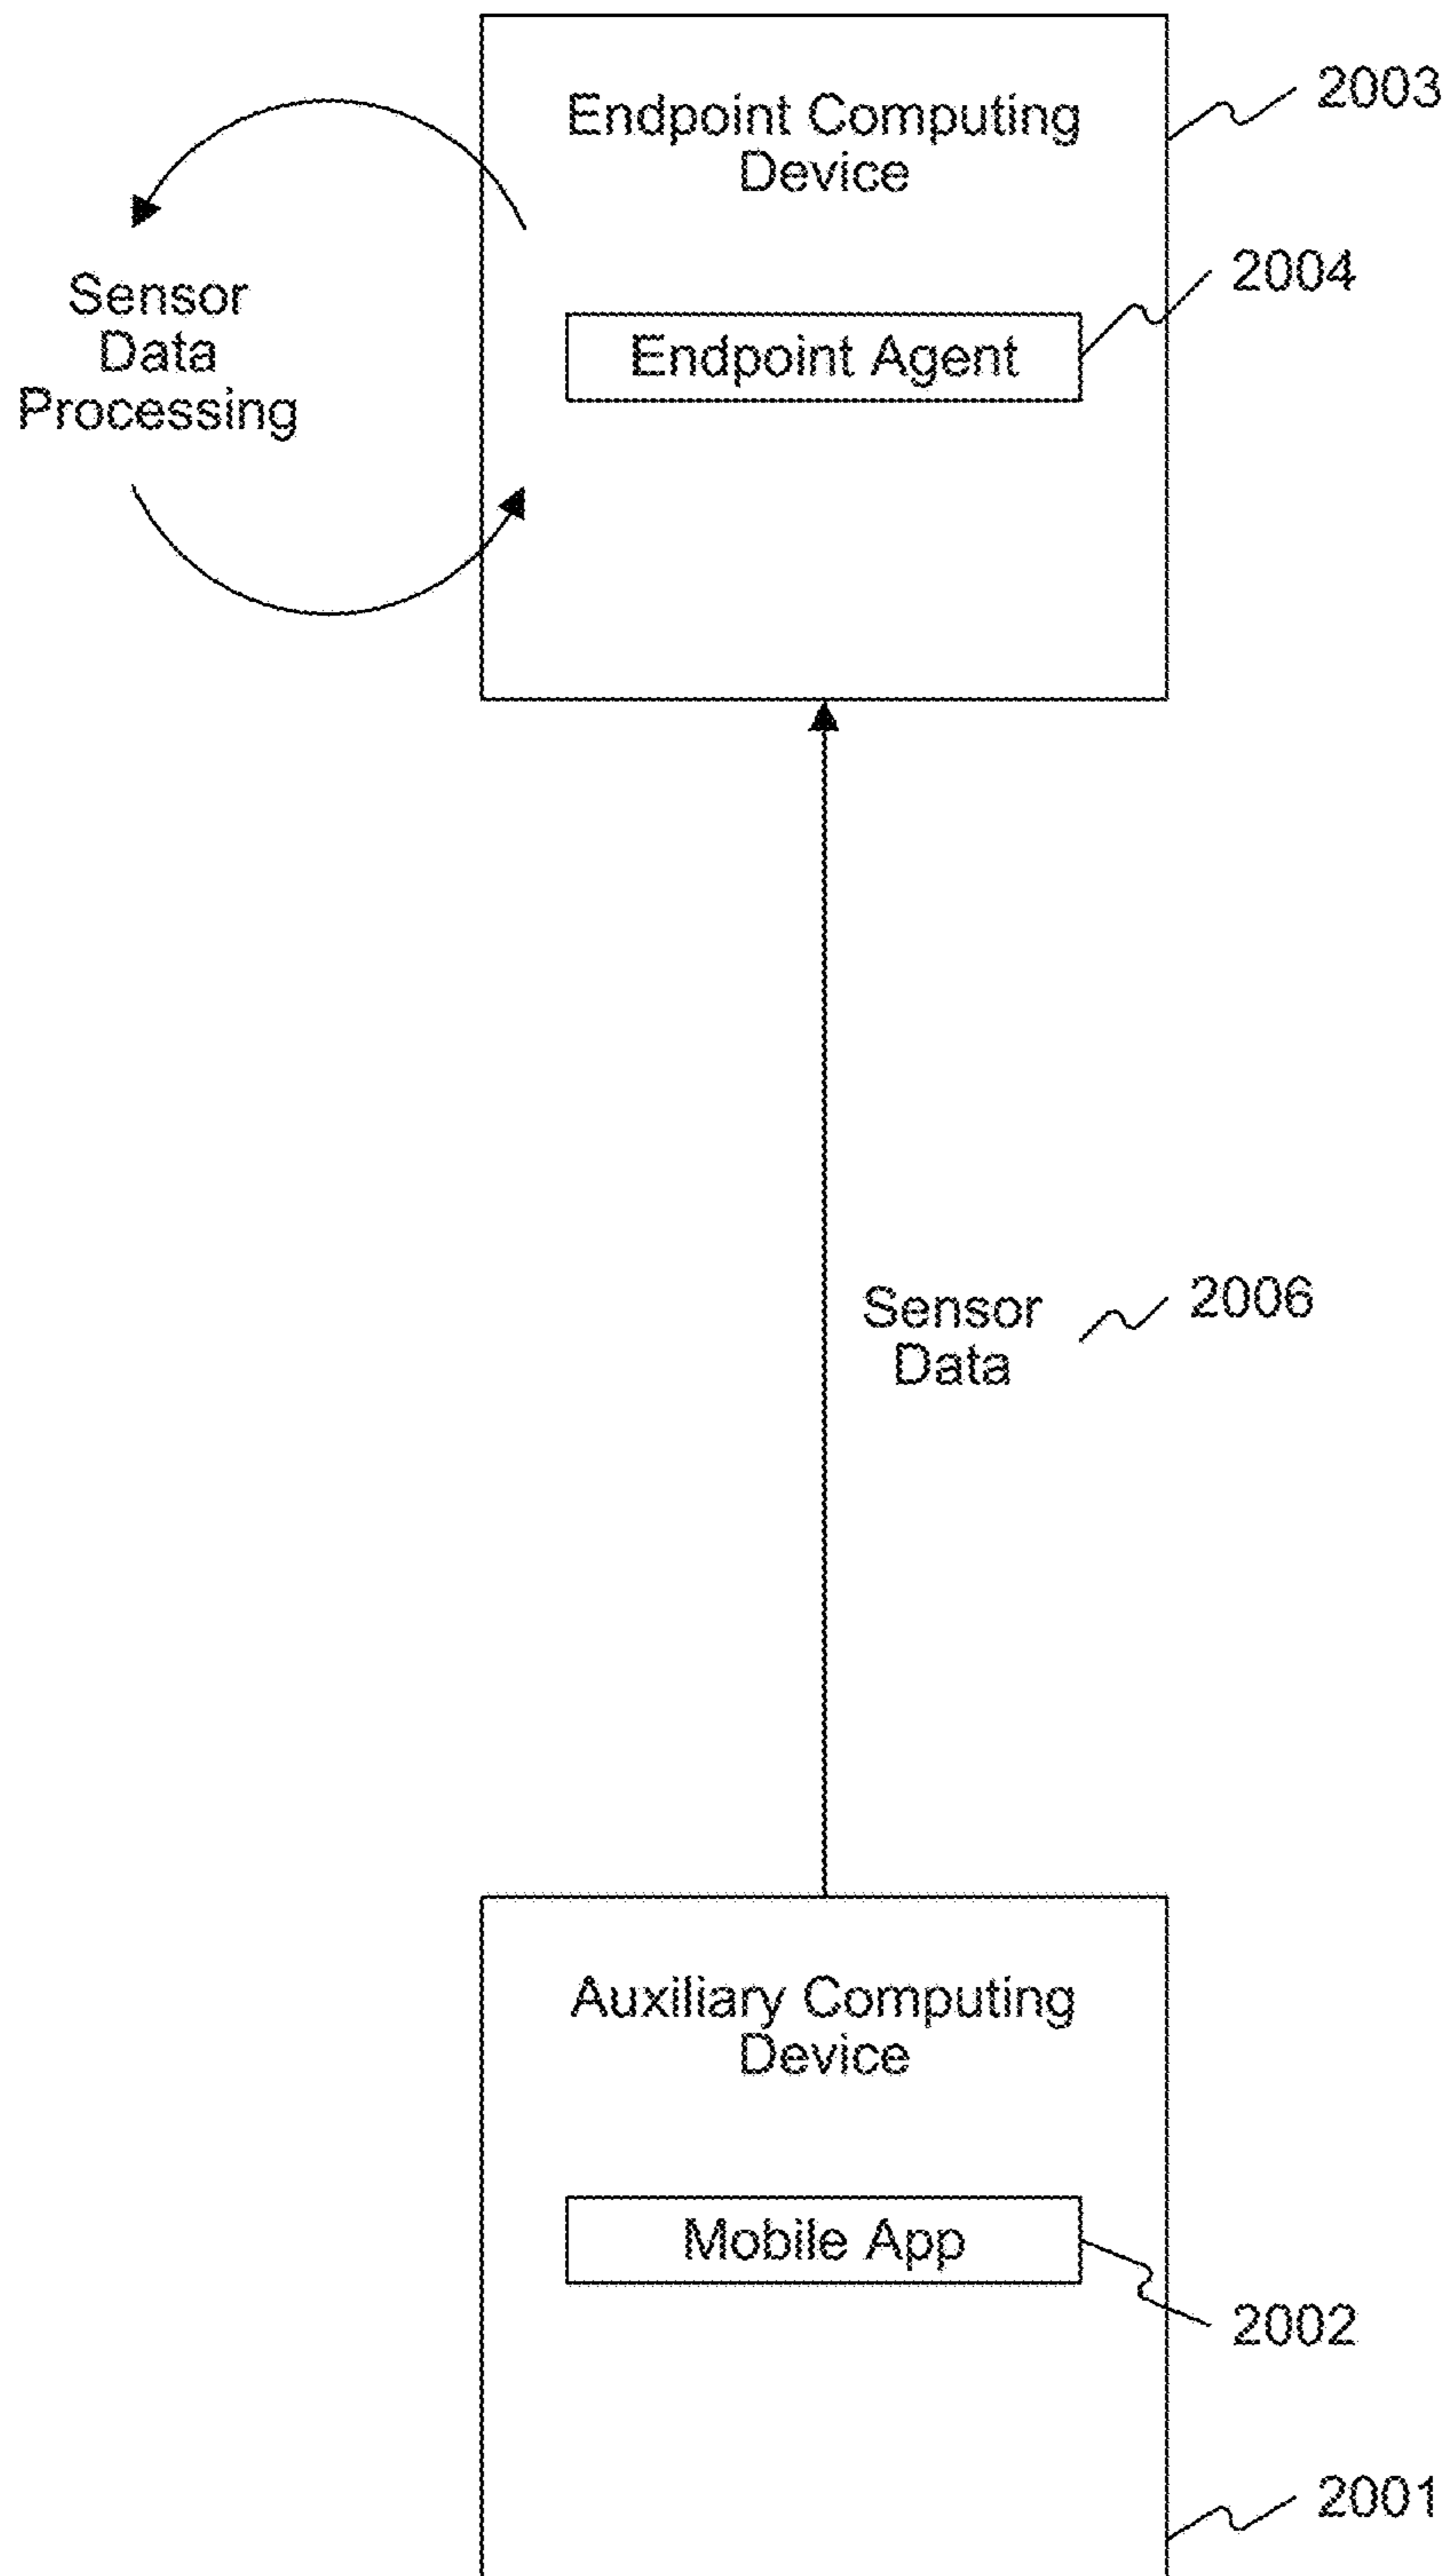 Endpoint Computing
Device
2003
2004
Endpoint Agent
Sensor
Data
Processing
Sensor
Data
2006
Auxiliary Computing
Device
Mobile App
2002
2001